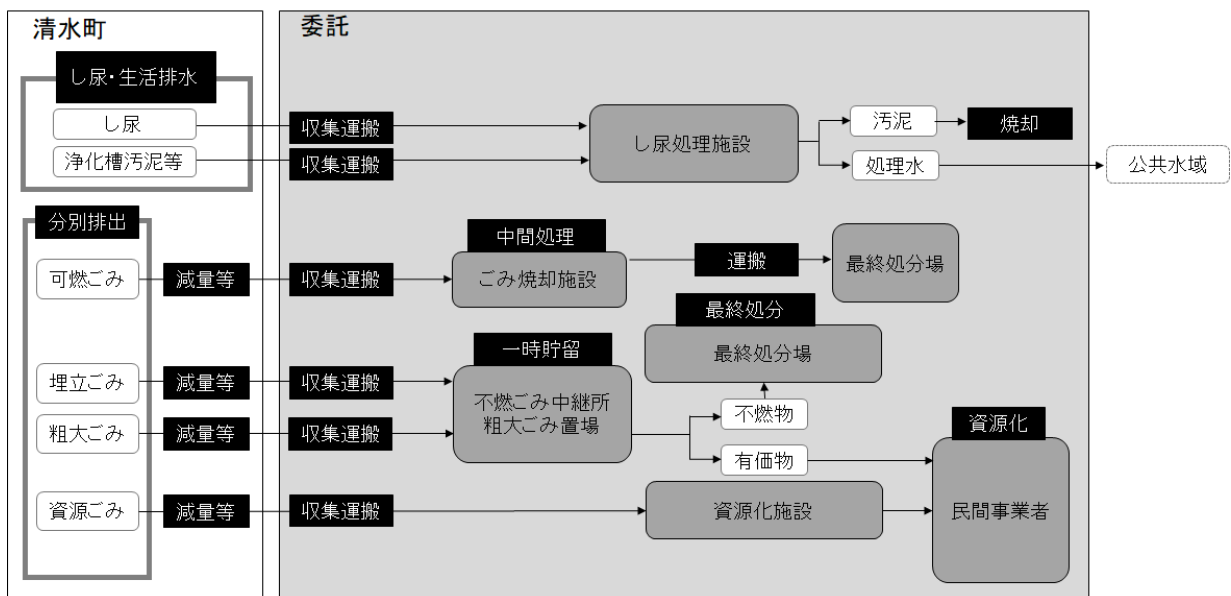 清水町
委託
し尿・生活排水
し尿
収集運搬
し尿処理施設
汚泥
焼却
浄化槽汚泥等
収集運搬
処理水
公共水域
分別排出
中間処理
可燃ごみ
減量等
収集運搬
ごみ焼却施設
運搬
最終処分場
最終処分
最終処分場
一時貯留
埋立ごみ
減量等
収集運搬
不燃ごみ中継所
粗大ごみ置場
粗大ごみ
減量等
収集運搬
不燃物
有価物
資源化
資源ごみ
減量等
収集運搬
資源化施設
民間事業者